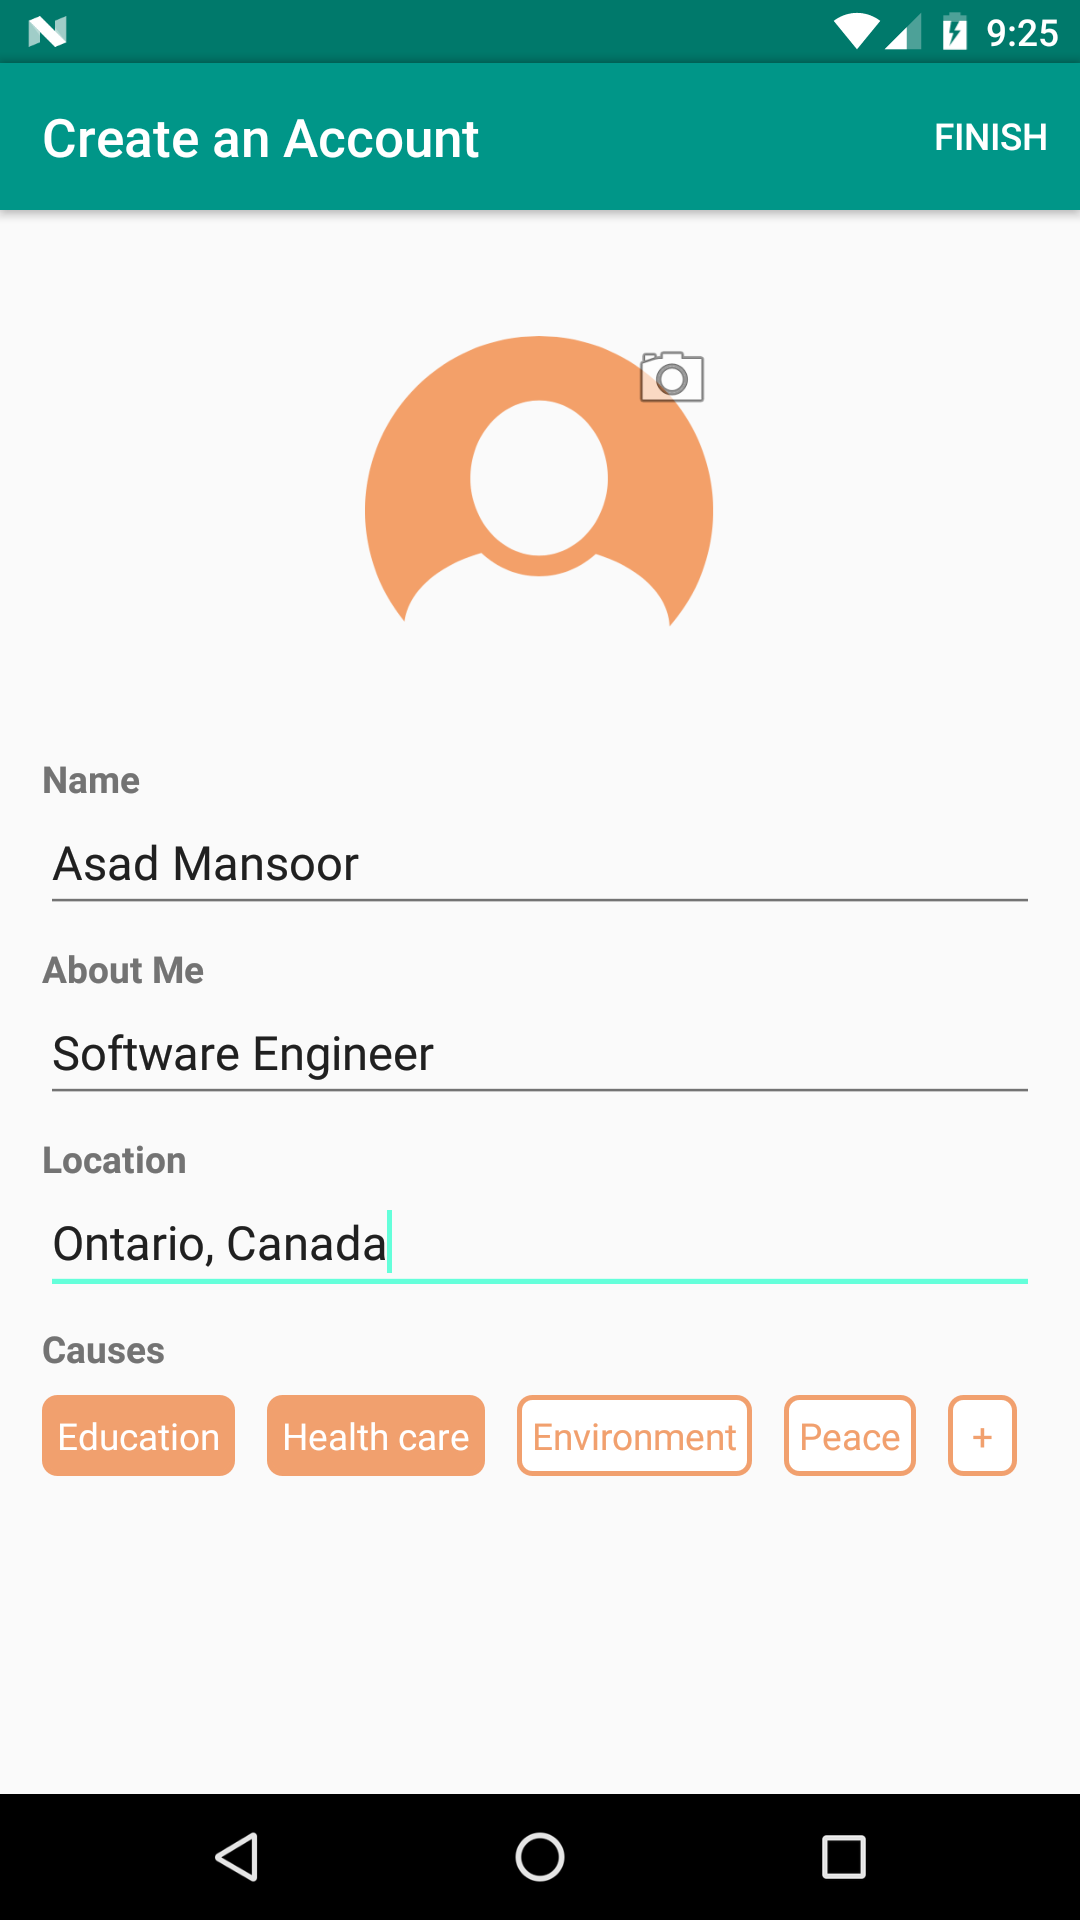 9:25
Create an Account FINISH
Name
Asad Mansoor
About Me
Software Engineer
Location
Ontario, Canada
Causes
Education Health care Environment Peace +